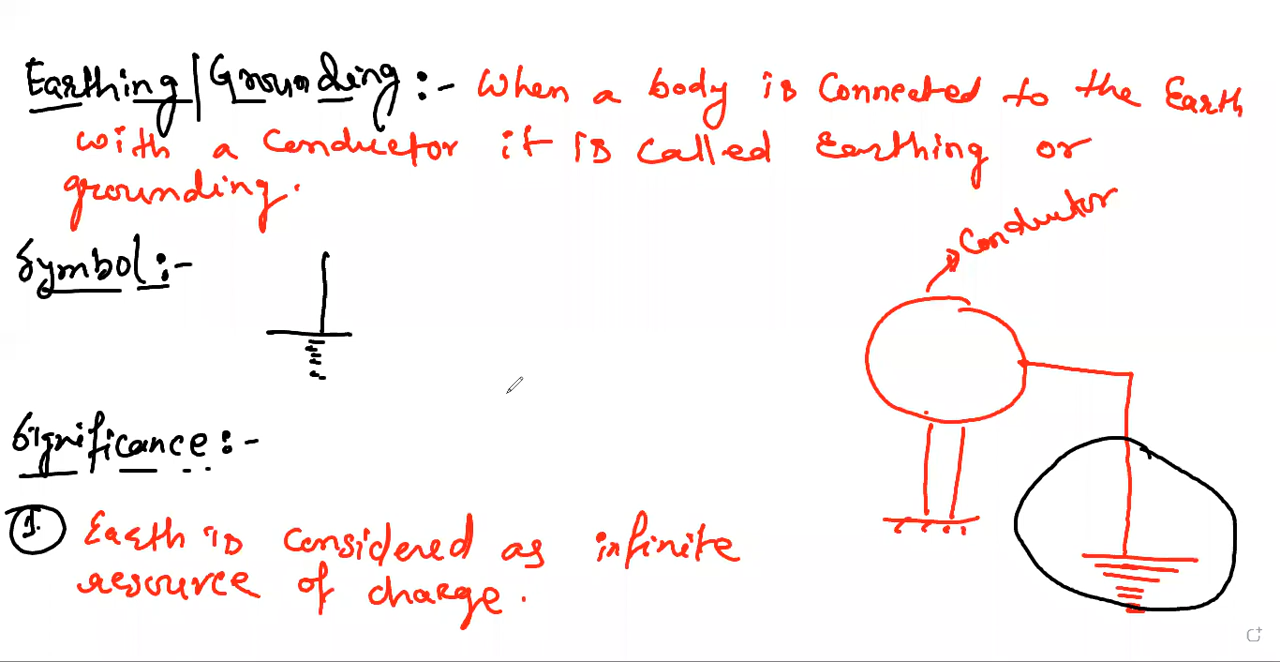 Earthing/Grounding:- When a body is connected to the Earth
with a conductor it is called Earthing or
grounding.
Conductor
Symbol:-
Significance:-
1. Earth is considered as infinite
resource of charge.